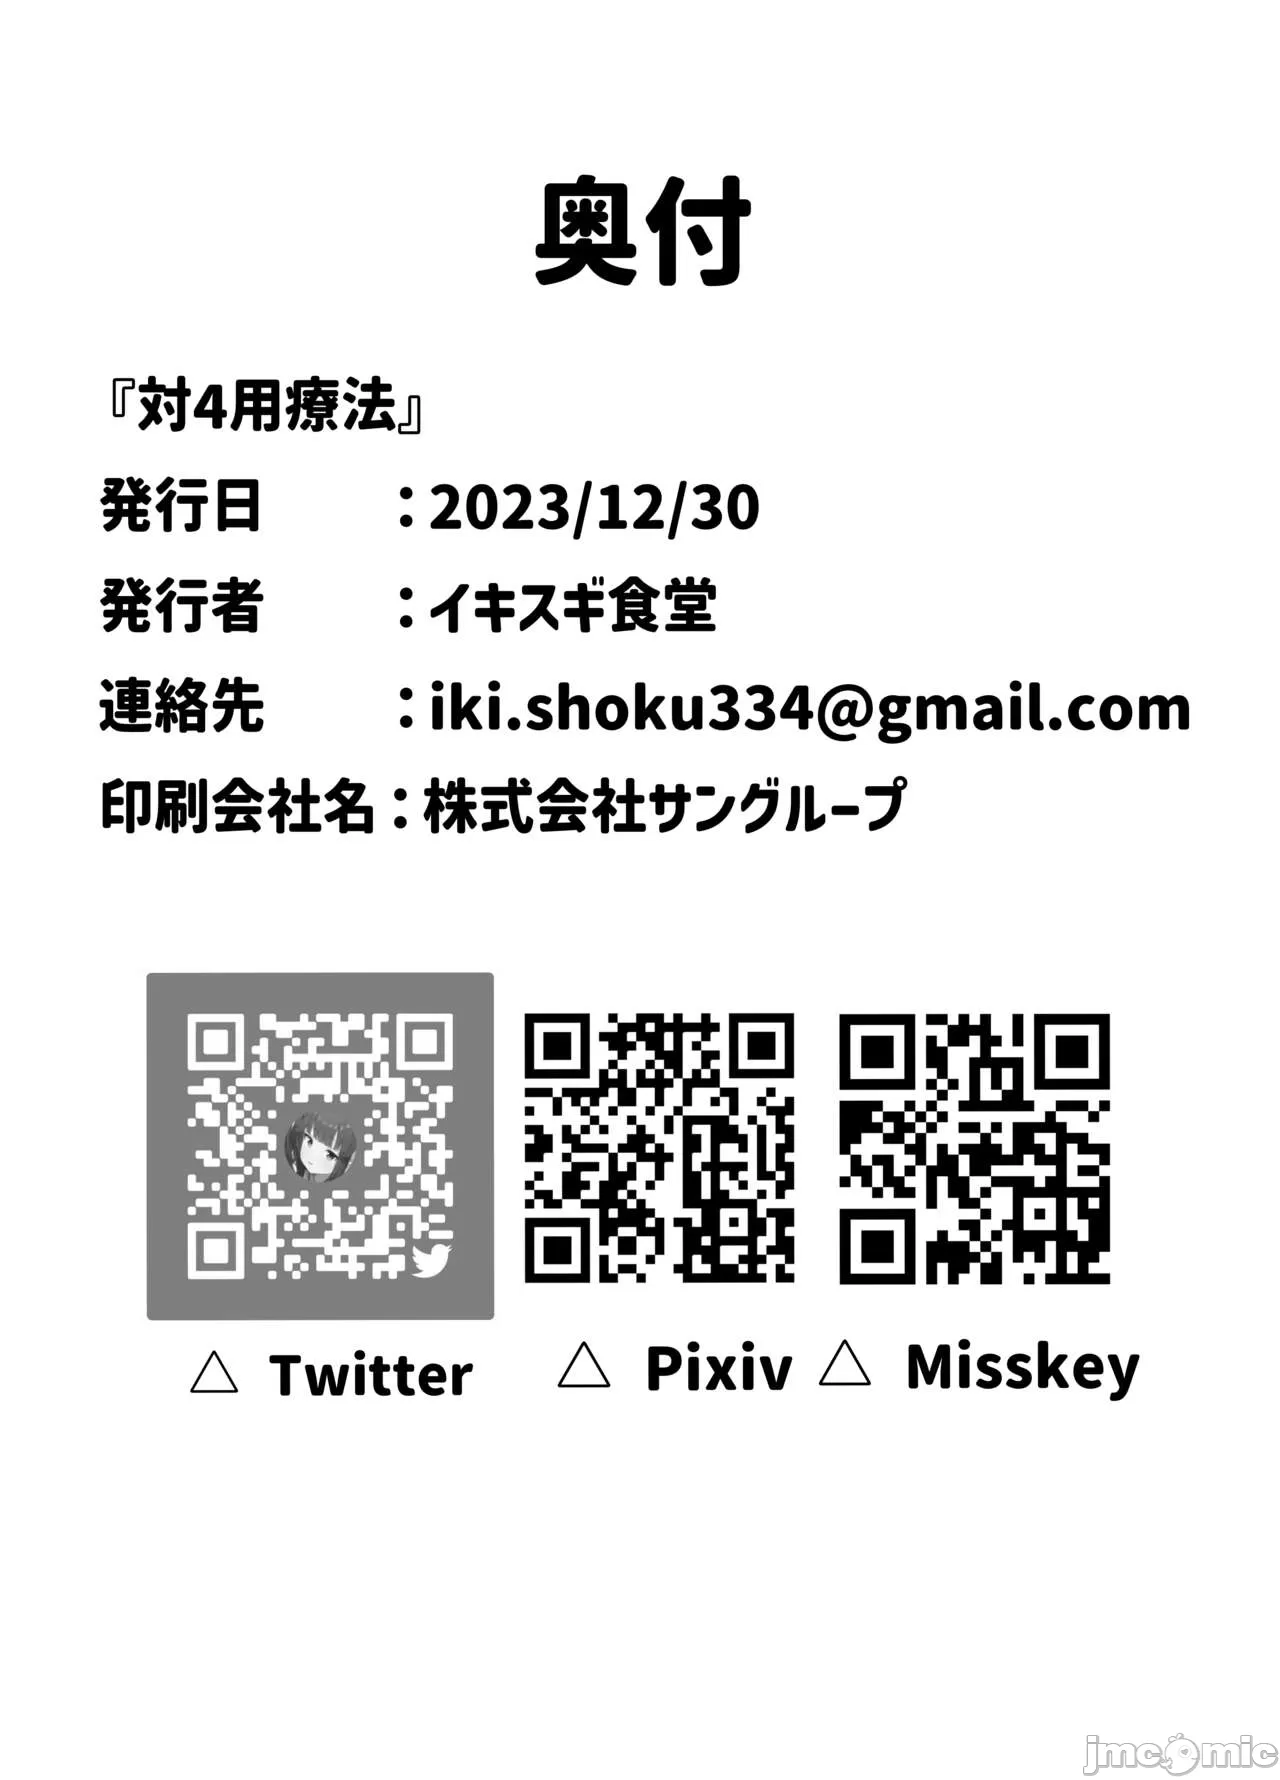 奥付
『対4用療法』
発行日 ：2023/12/30
発行者 ：イキスギ食堂
連絡先 ：iki.shoku334@gmail.com
印刷会社名：株式会社サングループ
△ Twitter
△ Pixiv
△ Misskey
jmcomic